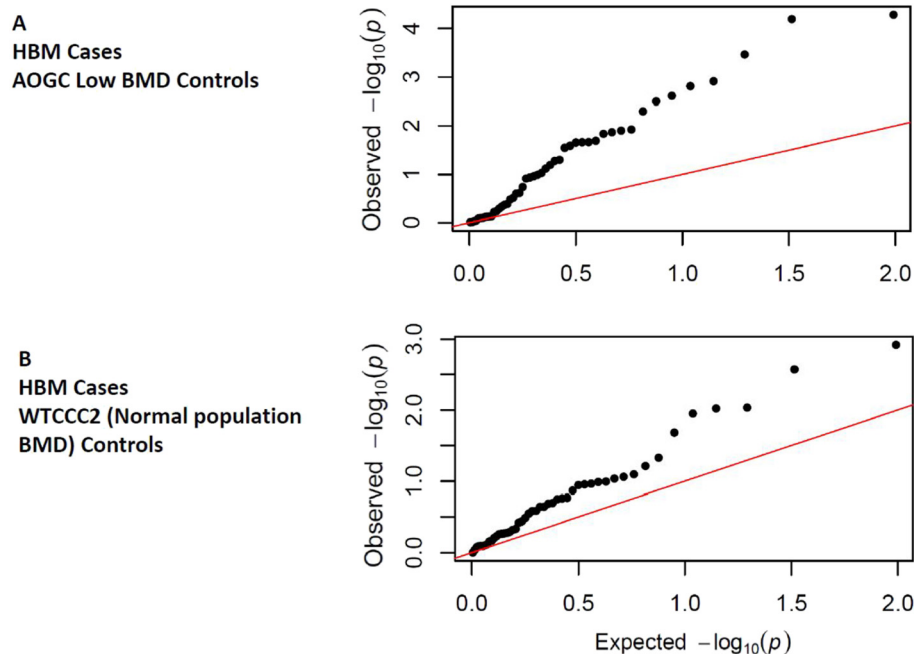 A
HBM Cases
AOGC Low BMD Controls
Observed −log₁₀(p)
4
3
2
1
0
0.0 0.5 1.0 1.5 2.0
B
HBM Cases
WTCCC2 (Normal population
BMD) Controls
Observed −log₁₀(p)
3.0
2.0
1.0
0.0
0.0 0.5 1.0 1.5 2.0
Expected −log₁₀(p)